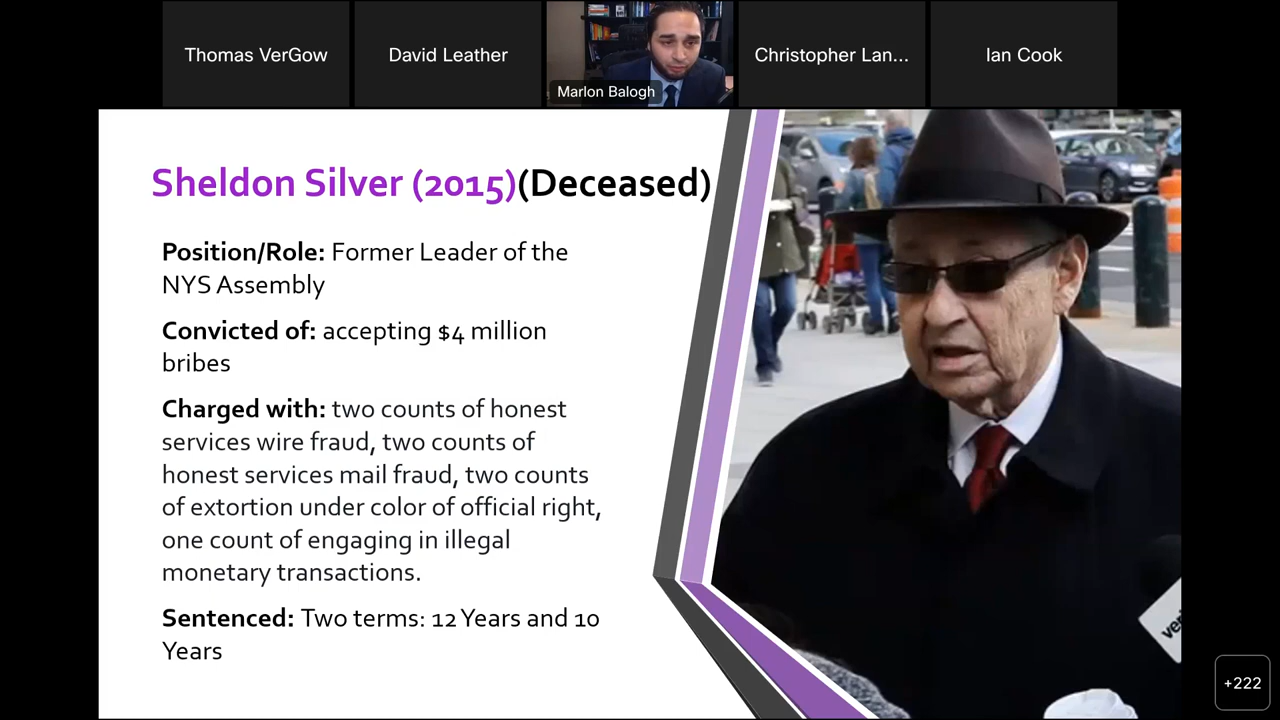 Thomas VerGow
David Leather
Marlon Balogh
Christopher Lan...
Ian Cook
Sheldon Silver (2015)(Deceased)
Position/Role: Former Leader of the
NYS Assembly
Convicted of: accepting $4 million
bribes
Charged with: two counts of honest
services wire fraud, two counts of
honest services mail fraud, two counts
of extortion under color of official right,
one count of engaging in illegal
monetary transactions.
Sentenced: Two terms: 12 Years and 10
Years
+222